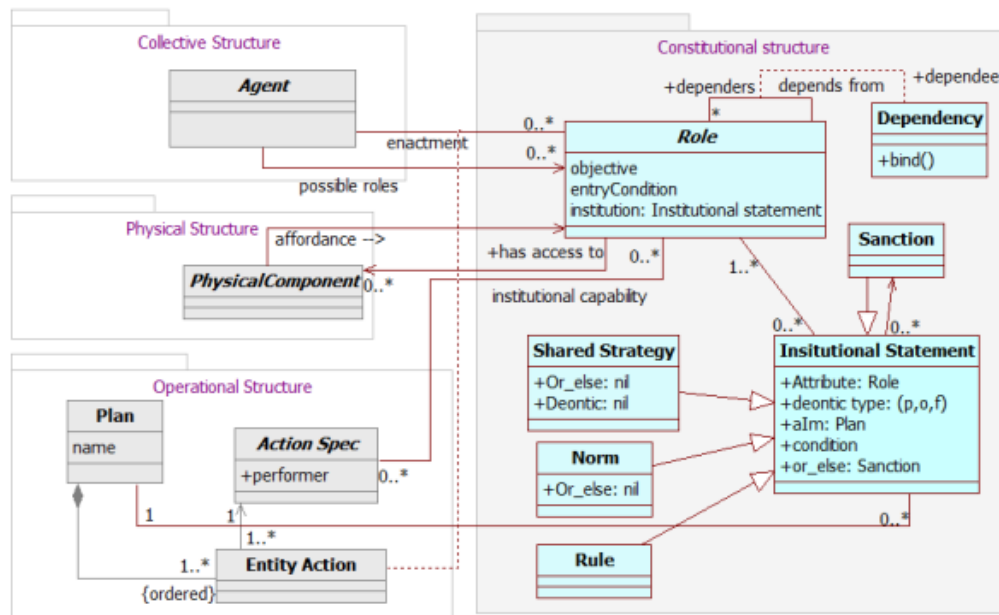 Collective Structure
Agent
enactment
0..*
0..*
possible roles
Physical Structure
affordance -->
PhysicalComponent
0..*
Operational Structure
Plan
name
Action Spec
+performer
0..*
1
1
1..*
1..*
{ordered}
Entity Action
Constitutional structure
+dependers
depends from
+dependee
*
Role
objective
entryCondition
institution: Institutional statement
Dependency
+bind()
+has access to
0..*
institutional capability
1..*
0..*
Sanction
0..*
Shared Strategy
+Or_else: nil
+Deontic: nil
Norm
+Or_else: nil
Rule
Insitutional Statement
+Attribute: Role
+deontic type: (p,o,f)
+aIm: Plan
+condition
+or_else: Sanction
0..*